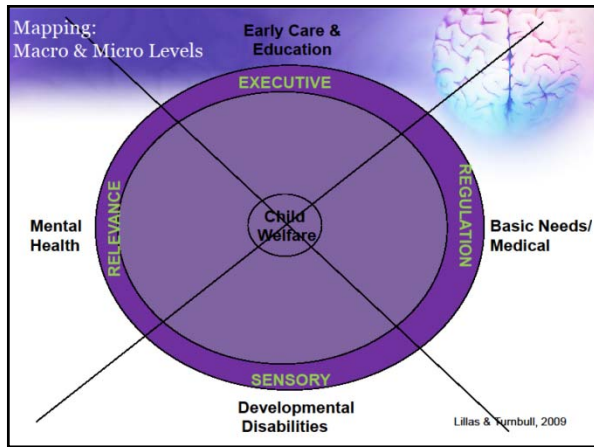 Mapping:
Macro & Micro Levels
Early Care &
Education
EXECUTIVE
RELEVANCE
REGULATION
Mental
Health
Child
Welfare
Basic Needs/
Medical
SENSORY
Developmental
Disabilities
Lillas & Turnbull, 2009